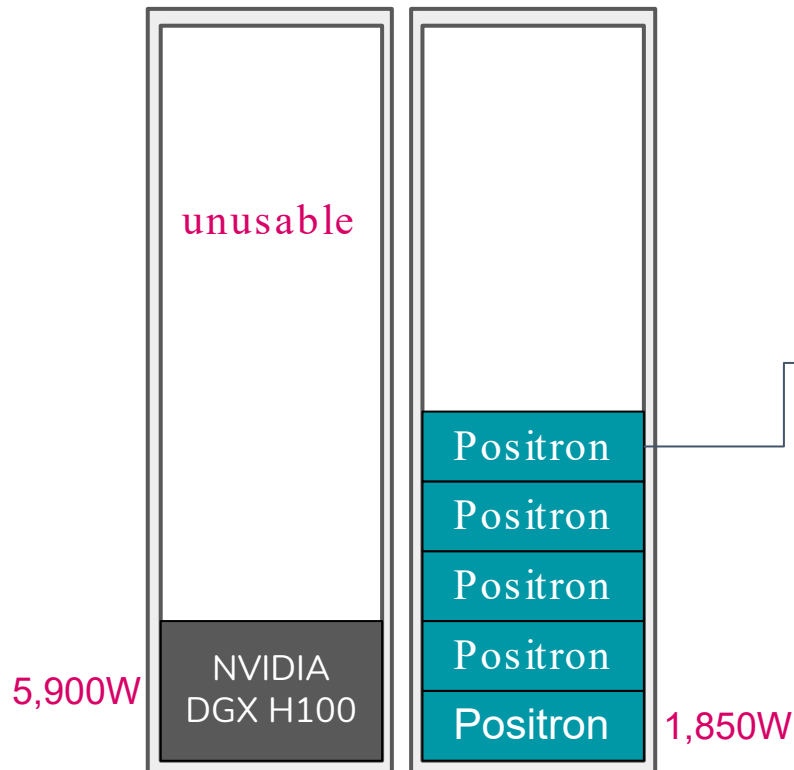 unusable
Positron
Positron
Positron
Positron
Positron
NVIDIA
DGX H100
5,900W
1,850W